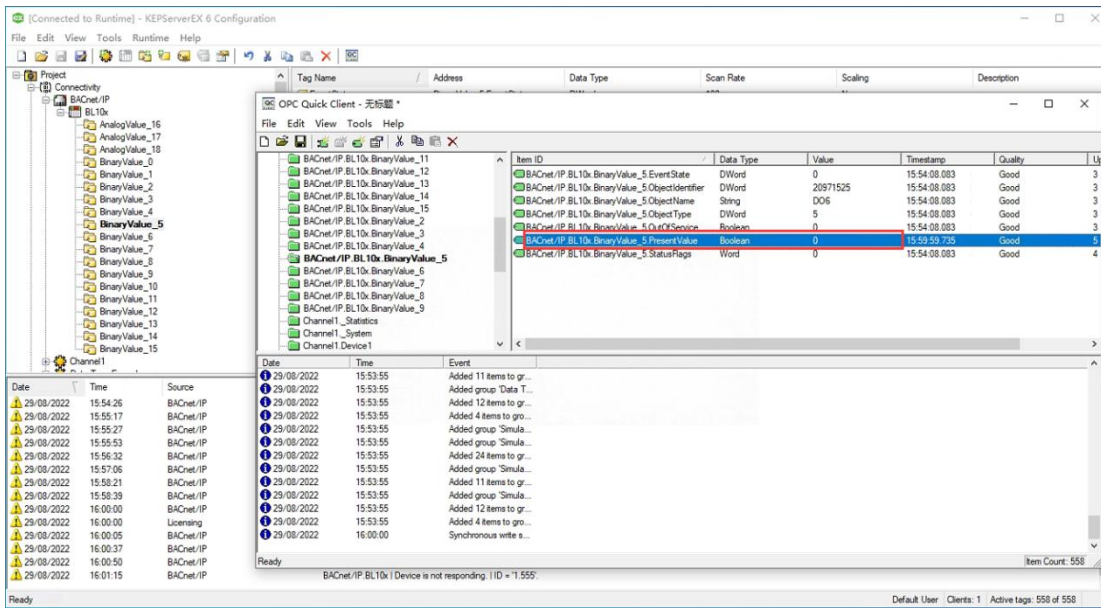 [Connected to Runtime] - KEPServerEX 6 Configuration
File Edit View Tools Runtime Help
Project
Connectivity
BACnet/IP
BL10x
AnalogValue_16
AnalogValue_17
AnalogValue_18
BinaryValue_0
BinaryValue_1
BinaryValue_2
BinaryValue_3
BinaryValue_4
BinaryValue_5
BinaryValue_6
BinaryValue_7
BinaryValue_8
BinaryValue_9
BinaryValue_10
BinaryValue_11
BinaryValue_12
BinaryValue_13
BinaryValue_14
BinaryValue_15
Channel1
Tag Name / Address Data Type Scan Rate Scaling Description
OPC Quick Client - 无标题 *
File Edit View Tools Help
BACnet/IP.BL10x.BinaryValue_11
BACnet/IP.BL10x.BinaryValue_12
BACnet/IP.BL10x.BinaryValue_13
BACnet/IP.BL10x.BinaryValue_14
BACnet/IP.BL10x.BinaryValue_15
BACnet/IP.BL10x.BinaryValue_2
BACnet/IP.BL10x.BinaryValue_3
BACnet/IP.BL10x.BinaryValue_4
BACnet/IP.BL10x.BinaryValue_5
BACnet/IP.BL10x.BinaryValue_6
BACnet/IP.BL10x.BinaryValue_7
BACnet/IP.BL10x.BinaryValue_8
BACnet/IP.BL10x.BinaryValue_9
Channel1._Statistics
Channel1._System
Channel1.Device1
Item ID / Data Type Value Timestamp Quality Up
BACnet/IP.BL10x.BinaryValue_5.EventState DWord 0 15:54:08.083 Good 3
BACnet/IP.BL10x.BinaryValue_5.ObjectIdentifier DWord 20971525 15:54:08.083 Good 3
BACnet/IP.BL10x.BinaryValue_5.ObjectName String DO6 15:54:08.083 Good 3
BACnet/IP.BL10x.BinaryValue_5.ObjectType DWord 5 15:54:08.083 Good 3
BACnet/IP.BL10x.BinaryValue_5.OutOfService Boolean 0 15:54:08.083 Good 3
BACnet/IP.BL10x.BinaryValue_5.PresentValue Boolean 0 15:59:59.735 Good 5
BACnet/IP.BL10x.BinaryValue_5.StatusFlags Word 0 15:54:08.083 Good 4
Date Time Event
29/08/2022 15:53:55 Added 11 items to gr...
29/08/2022 15:53:55 Added group 'Data T...
29/08/2022 15:53:55 Added 12 items to gr...
29/08/2022 15:53:55 Added 4 items to gro...
29/08/2022 15:53:55 Added group 'Simula...
29/08/2022 15:53:55 Added 24 items to gr...
29/08/2022 15:53:55 Added group 'Simula...
29/08/2022 15:53:55 Added 11 items to gr...
29/08/2022 15:53:55 Added group 'Simula...
29/08/2022 15:53:55 Added 12 items to gr...
29/08/2022 15:53:55 Added 4 items to gro...
29/08/2022 16:00:00 Synchronous write s...
Ready Item Count: 558
Date Time Source
29/08/2022 15:54:26 BACnet/IP
29/08/2022 15:55:17 BACnet/IP
29/08/2022 15:55:27 BACnet/IP
29/08/2022 15:55:53 BACnet/IP
29/08/2022 15:56:32 BACnet/IP
29/08/2022 15:57:06 BACnet/IP
29/08/2022 15:58:21 BACnet/IP
29/08/2022 15:58:39 BACnet/IP
29/08/2022 16:00:00 BACnet/IP
29/08/2022 16:00:00 Licensing
29/08/2022 16:00:05 BACnet/IP
29/08/2022 16:00:37 BACnet/IP
29/08/2022 16:00:50 BACnet/IP
29/08/2022 16:01:15 BACnet/IP BACnet/IP.BL10x | Device is not responding. | ID = '1.555'.
Ready Default User Clients: 1 Active tags: 558 of 558